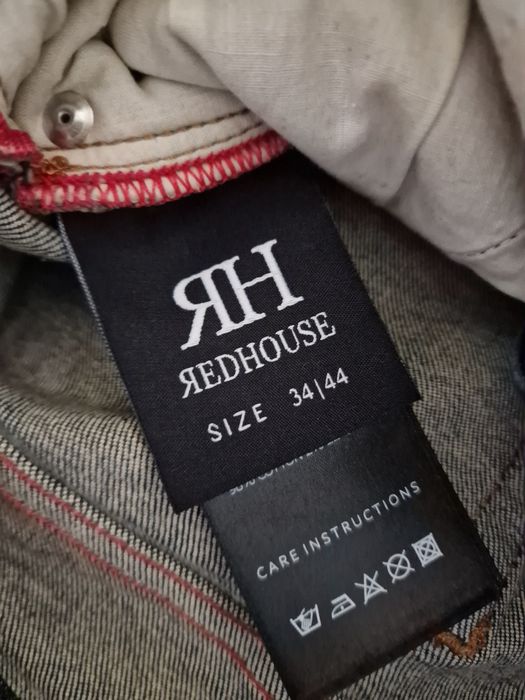 ЯH
ЯEDHOUSE
SIZE 34|44
CARE INSTRUCTIONS